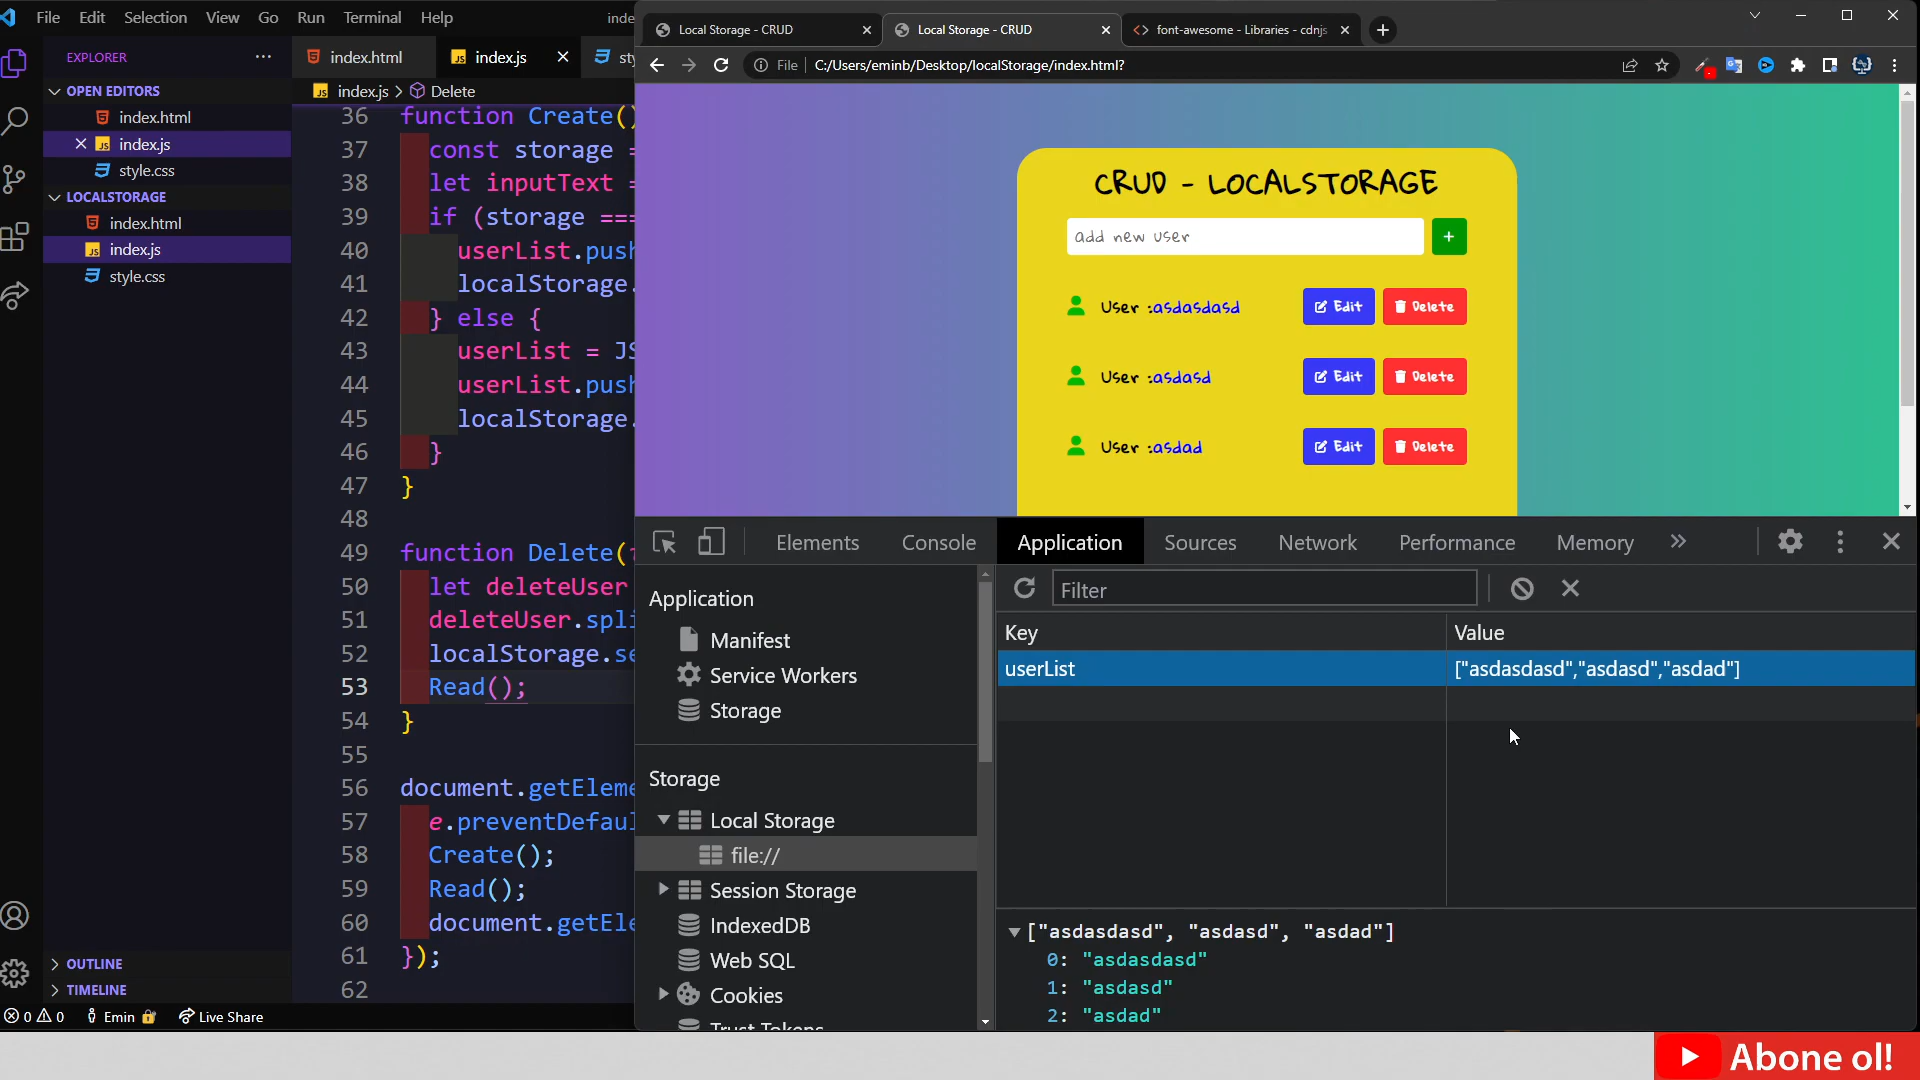 File Edit Selection View Go Run Terminal Help inde
EXPLORER ···
OPEN EDITORS
index.html
index.js
style.css
LOCALSTORAGE
index.html
index.js
style.css
OUTLINE
TIMELINE
index.html
index.js
sty
index.js > Delete
36 function Create()
37 const storage =
38 let inputText =
39 if (storage ===
40 userList.push
41 localStorage.
42 } else {
43 userList = JS
44 userList.push
45 localStorage.
46 }
47 }
48
49 function Delete(
50 let deleteUser
51 deleteUser.spli
52 localStorage.se
53 Read();
54 }
55
56 document.getEleme
57 e.preventDefaul
58 Create();
59 Read();
60 document.getEle
61 });
62
0 0 Emin Live Share
Local Storage - CRUD
Local Storage - CRUD
font-awesome - Libraries - cdnjs
File | C:/Users/eminb/Desktop/localStorage/index.html?
CRUD - LOCALSTORAGE
add new user +
User :asdasdasd Edit Delete
User :asdasd Edit Delete
User :asdad Edit Delete
Elements Console Application Sources Network Performance Memory »
Application
Manifest
Service Workers
Storage
Storage
Local Storage
file://
Session Storage
IndexedDB
Web SQL
Cookies
Trust Tokens
Filter
Key Value
userList ["asdasdasd","asdasd","asdad"]
["asdasdasd", "asdasd", "asdad"]
0: "asdasdasd"
1: "asdasd"
2: "asdad"
Abone ol!